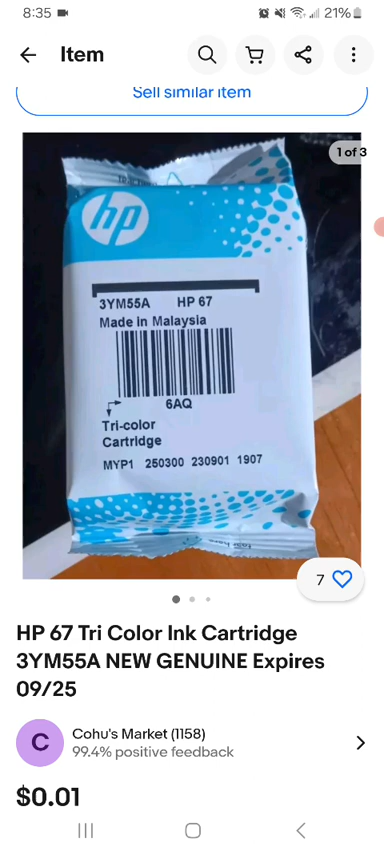 8:35
21%
Item
Sell similar item
1 of 3
hp
3YM55A HP 67
Made in Malaysia
6AQ
Tri-color
Cartridge
MYP1 250300 230901 1907
7
HP 67 Tri Color Ink Cartridge
3YM55A NEW GENUINE Expires
09/25
C
Cohu's Market (1158)
99.4% positive feedback
$0.01